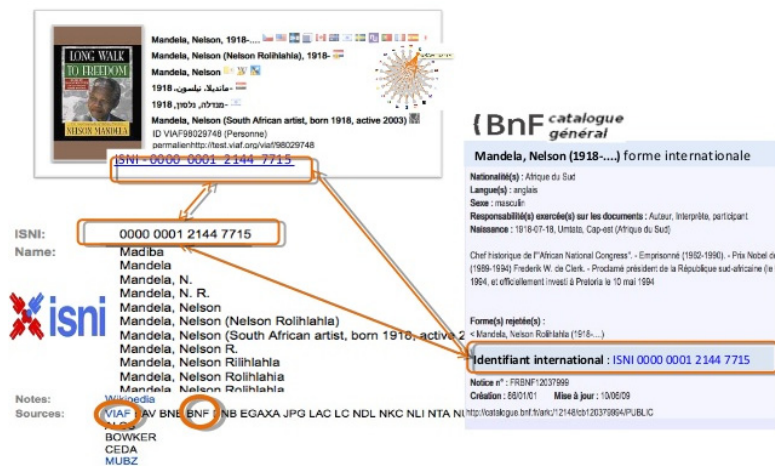 LONG WALK
TO FREEDOM
NELSON MANDELA
Mandela, Nelson, 1918-....
Mandela, Nelson (Nelson Rolihlahla), 1918-
Mandela, Nelson
ماندیلا، نيلسون، 1918-
מנדלה, נלסון, 1918-
Mandela, Nelson (South African artist, born 1918, active 2003)
ID VIAF98029748 (Personne)
permalienhttp://test.viaf.org/viaf/98029748
ISNI - 0000 0001 2144 7715
ISNI: 0000 0001 2144 7715
Name: Madiba
Mandela
Mandela, N.
Mandela, N. R.
Mandela, Nelson
Mandela, Nelson (Nelson Rolihlahla)
Mandela, Nelson (South African artist, born 1918, active 2
Mandela, Nelson R.
Mandela, Nelson Rilihlahla
Mandela, Nelson Rolihlahia
Mandela, Nelson Rolihlahla
isni
Notes: Wikipedia
Sources: VIAF SAV BNE BNF DNB EGAXA JPG LAC LC NDL NKC NLI NTA
BOWKER
CEDA
MUBZ
BnF catalogue
général
Mandela, Nelson (1918-....) forme internationale
Nationalité(s) : Afrique du Sud
Langue(s) : anglais
Sexe : masculin
Responsabilité(s) exercée(s) sur les documents : Auteur, Interprète, participant
Naissance : 1918-07-18, Umtata, Cap-est (Afrique du Sud)
Chef historique de l'"African National Congress". - Emprisonné (1962-1990). - Prix Nobel de
(1989-1994) Frederik W. de Clerk. - Proclamé président de la République sud-africaine (le
1994, et officiellement investi à Pretoria le 10 mai 1994
Forme(s) rejetée(s) :
< Mandela, Nelson Rolihlahla (1918-...)
Identifiant international : ISNI 0000 0001 2144 7715
Notice n° : FRBNF12037999
Création : 86/01/01 Mise à jour : 10/06/09
http://catalogue.bnf.fr/ark:/12148/cb120379994/PUBLIC